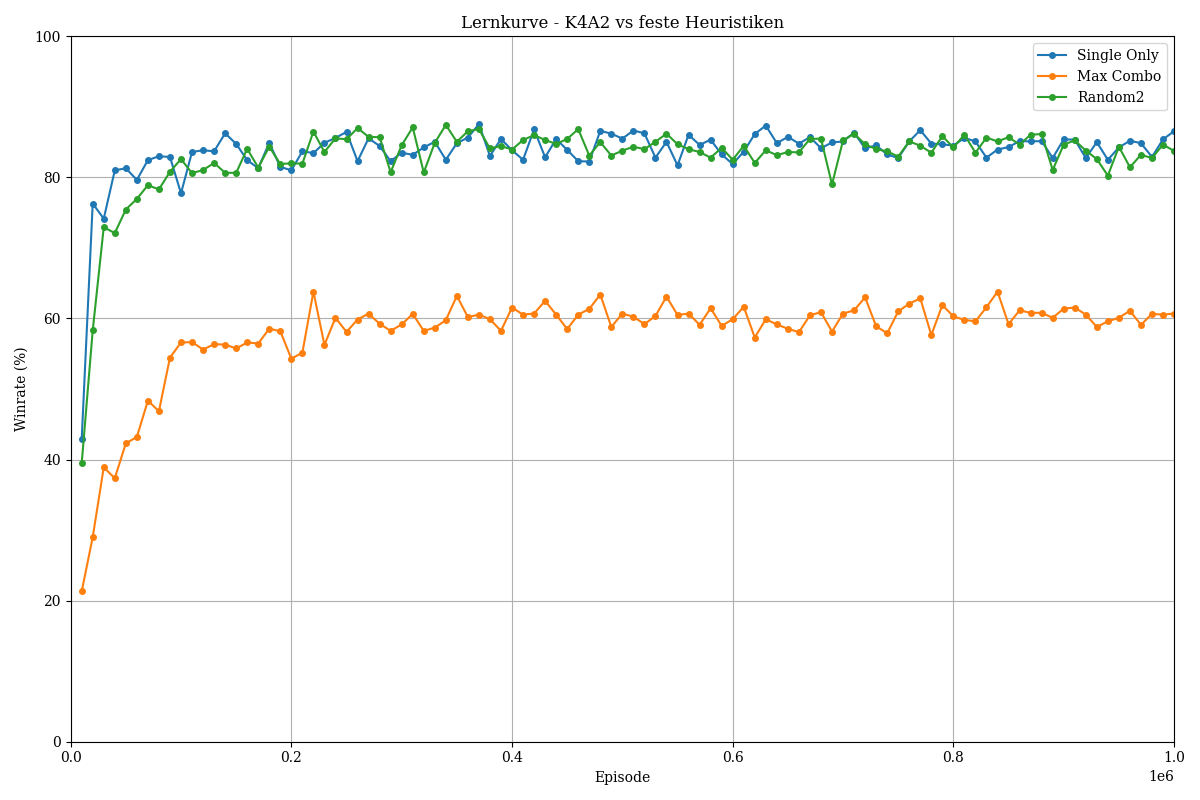 Lernkurve - K4A2 vs feste Heuristiken
Single Only
Max Combo
Random2
Winrate (%)
100
80
60
40
20
0
0.0 0.2 0.4 0.6 0.8 1.0
1e6
Episode